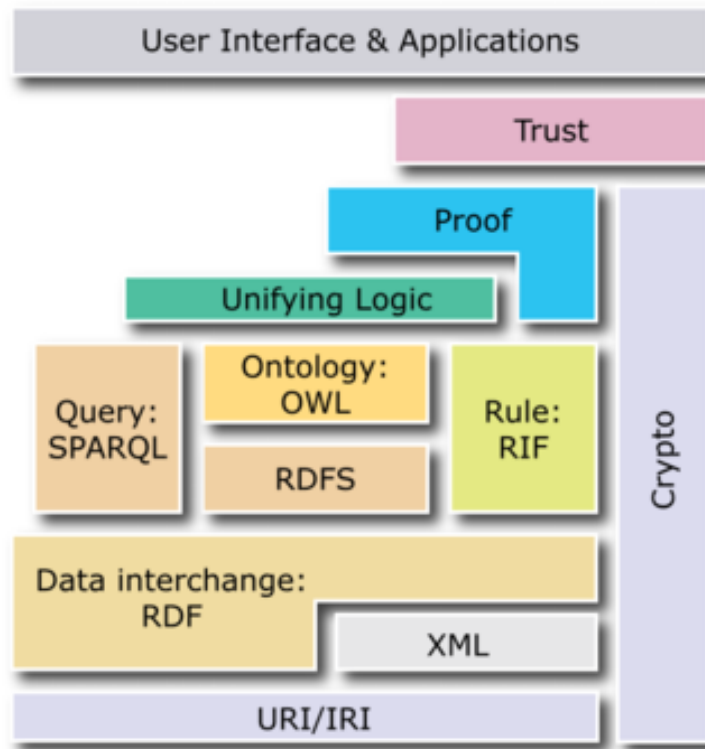 User Interface & Applications
Trust
Proof
Unifying Logic
Query:
SPARQL
Ontology:
OWL
RDFS
Rule:
RIF
Crypto
Data interchange:
RDF
XML
URI/IRI